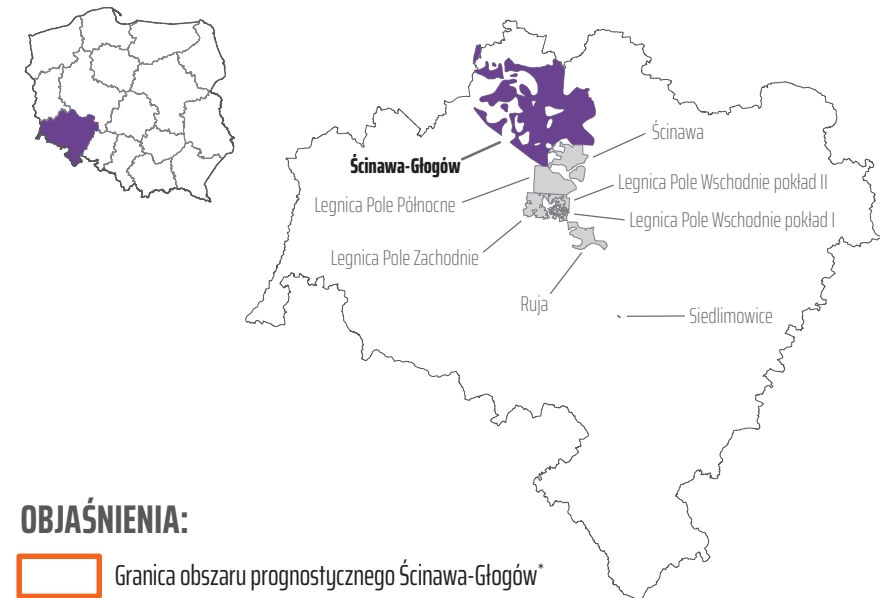 Ścinawa
Ścinawa-Głogów
Legnica Pole Wschodnie pokład II
Legnica Pole Północne
Legnica Pole Wschodnie pokład I
Legnica Pole Zachodnie
Ruja
Siedlimowice
OBJAŚNIENIA:
Granica obszaru prognostycznego Ścinawa-Głogów*